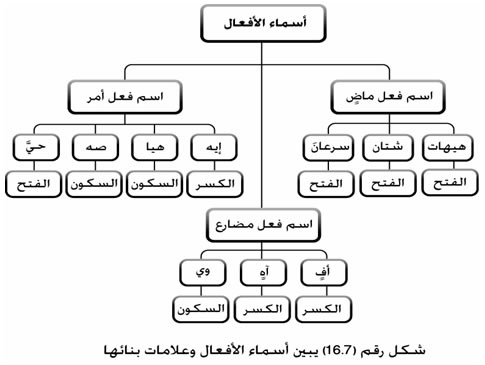 أسماء الأفعال
اسم فعل ماضٍ
اسم فعل أمر
هيهات
شتان
سرعانَ
إيه
هيا
صه
حيَّ
الفتح
الفتح
الفتح
الكسر
السكون
السكون
الفتح
اسم فعل مضارع
أفٍ
آهٍ
وي
الكسر
الكسر
السكون
شكل رقم (16.7) يبين أسماء الأفعال وعلامات بنائها